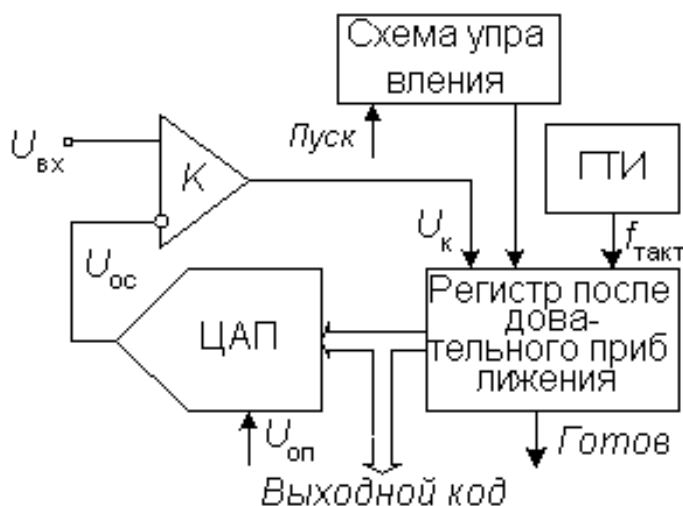 Схема упра
вления
Пуск
ГТИ
Uвх
K
Uк
fтакт
Uос
ЦАП
Регистр после
дова-
тельного приб
лижения
Uоп
Готов
Выходной код